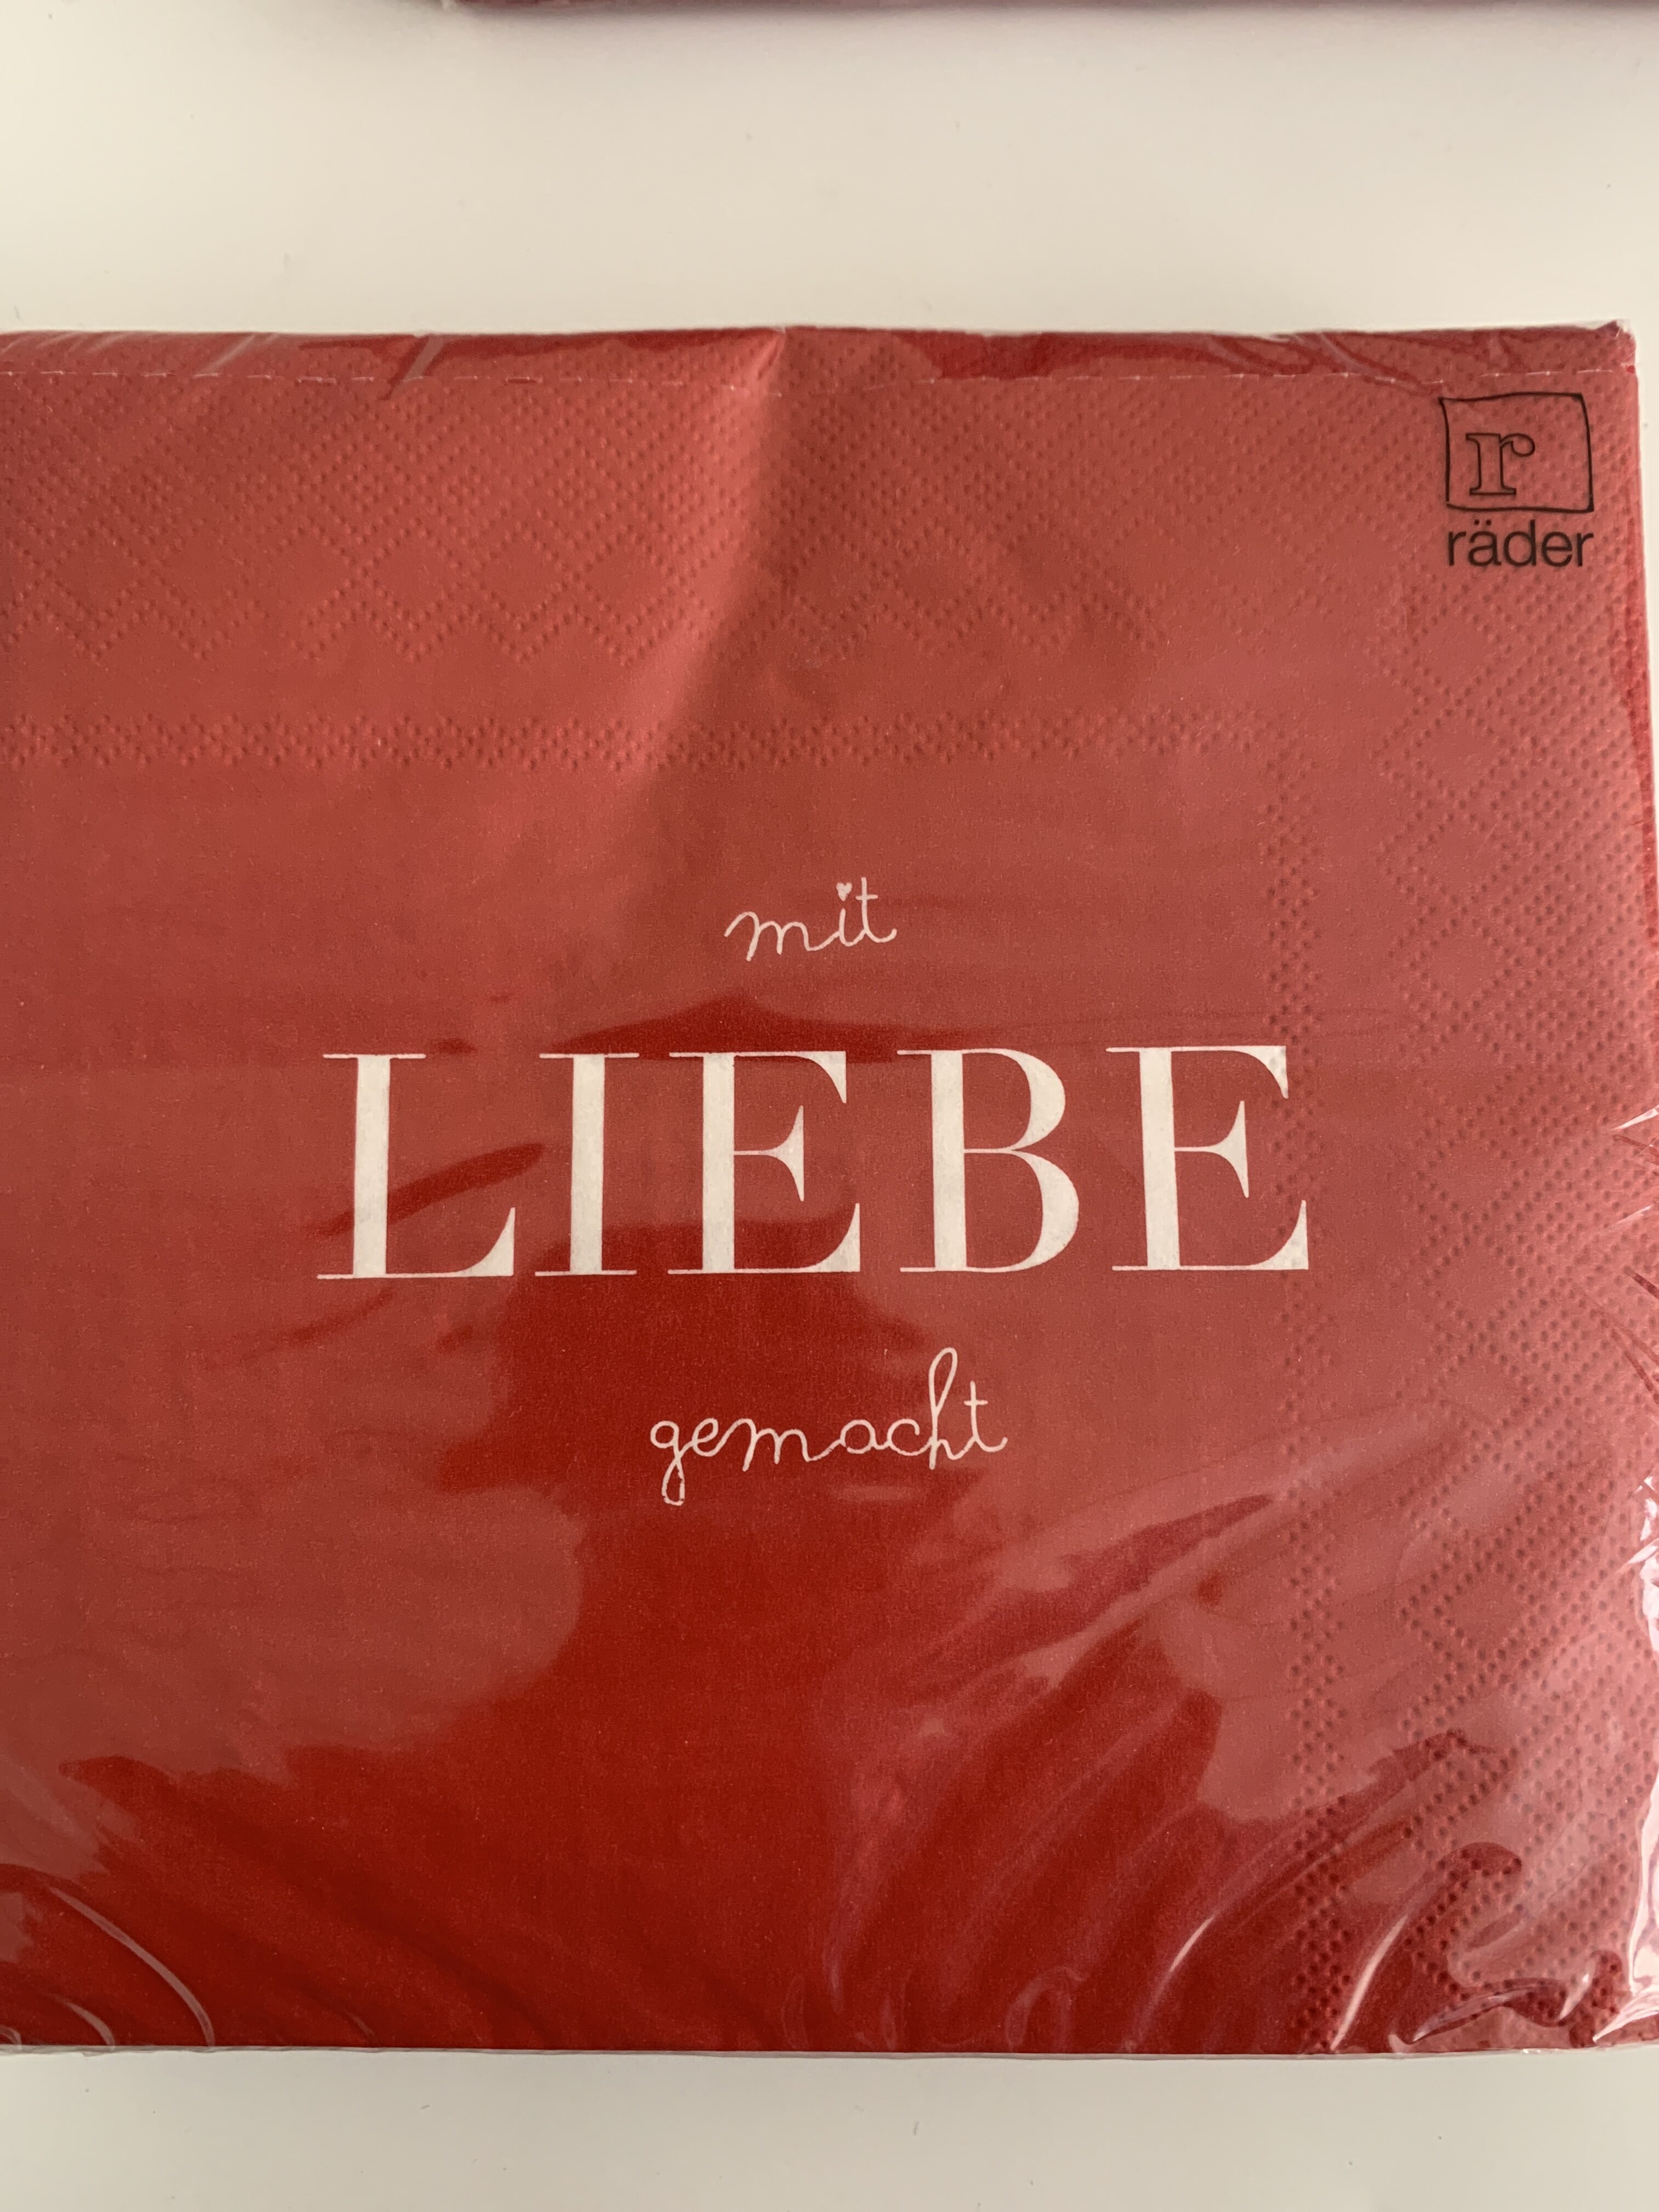 r
räder
mit
LIEBE
gemacht